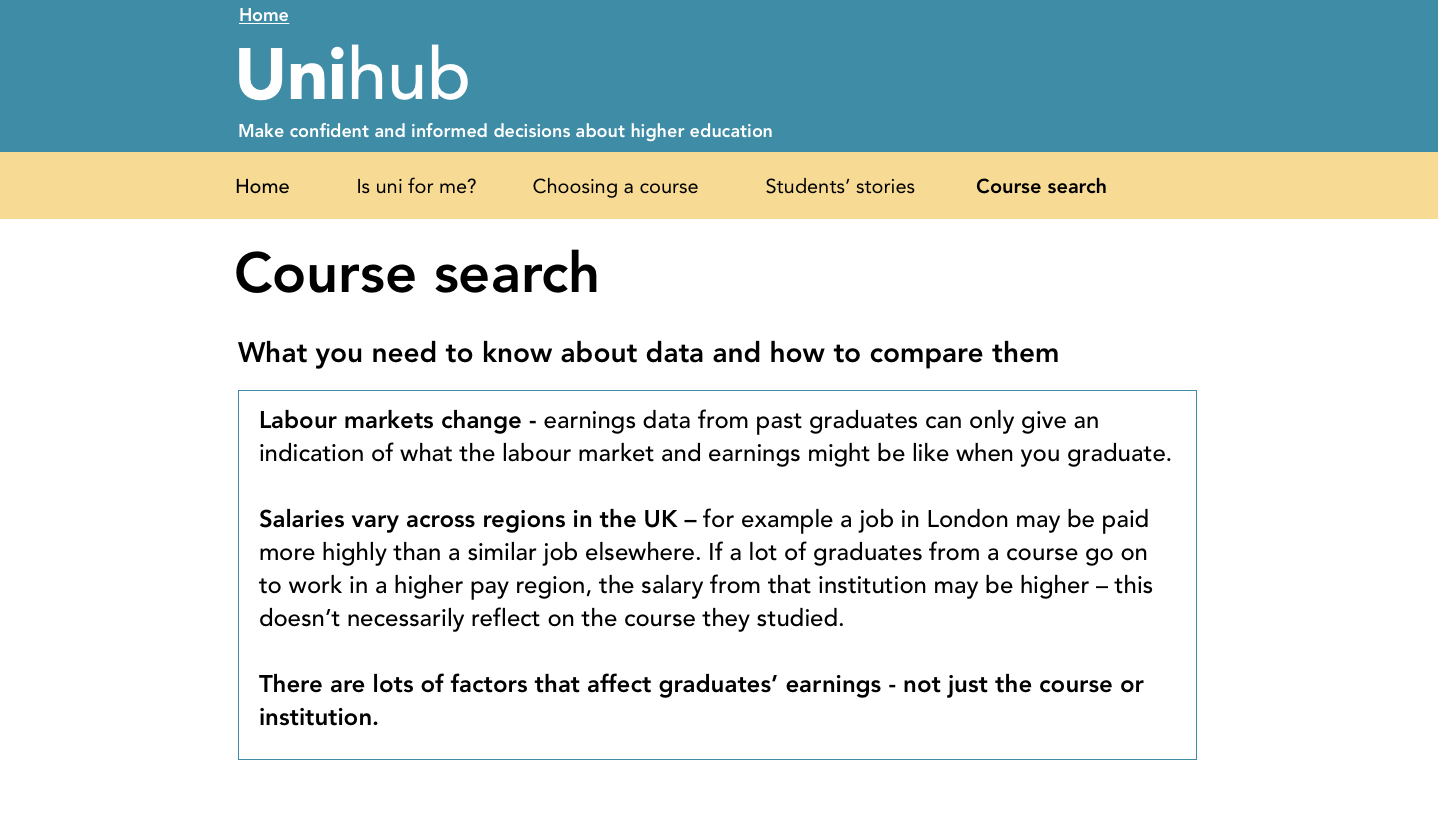 Home
Unihub
Make confident and informed decisions about higher education
Home Is uni for me? Choosing a course Students’ stories Course search
Course search
What you need to know about data and how to compare them
Labour markets change - earnings data from past graduates can only give an
indication of what the labour market and earnings might be like when you graduate.
Salaries vary across regions in the UK – for example a job in London may be paid
more highly than a similar job elsewhere. If a lot of graduates from a course go on
to work in a higher pay region, the salary from that institution may be higher – this
doesn’t necessarily reflect on the course they studied.
There are lots of factors that affect graduates’ earnings - not just the course or
institution.